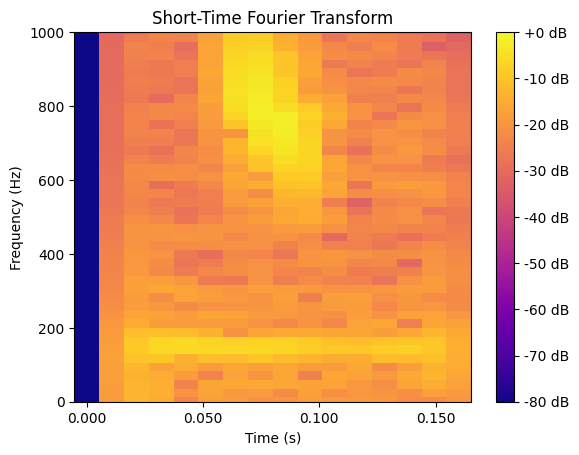 Short-Time Fourier Transform
Frequency (Hz)
1000
800
600
400
200
0
0.000
0.050
0.100
0.150
Time (s)
+0 dB
-10 dB
-20 dB
-30 dB
-40 dB
-50 dB
-60 dB
-70 dB
-80 dB